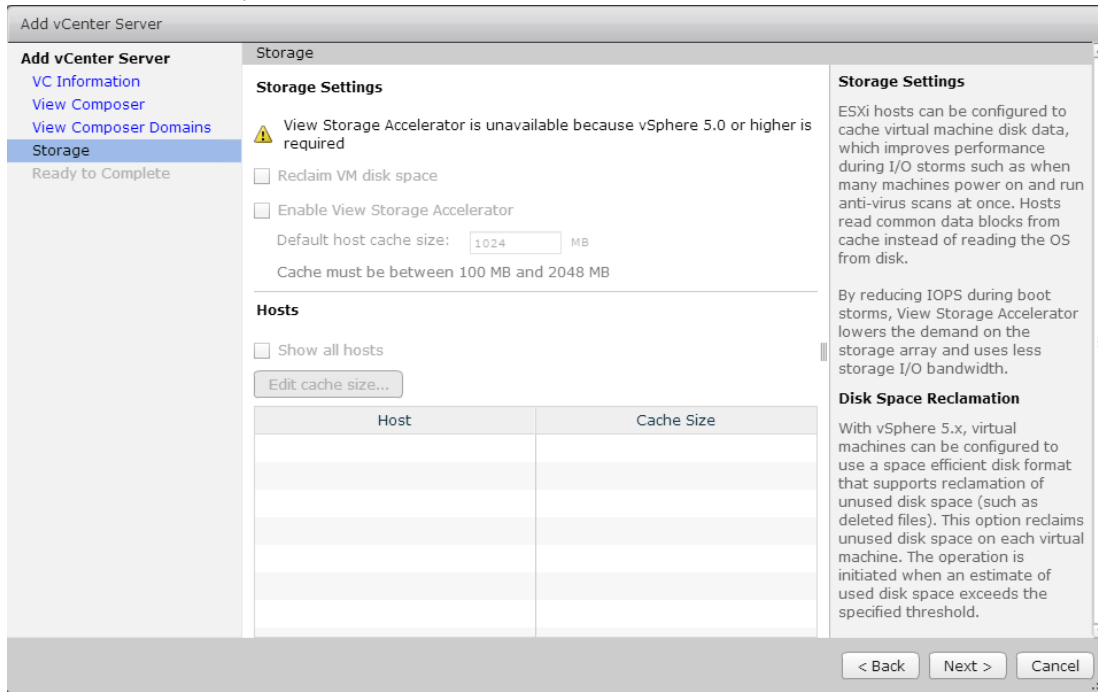 Add vCenter Server
Add vCenter Server
VC Information
View Composer
View Composer Domains
Storage
Ready to Complete
Storage
Storage Settings
View Storage Accelerator is unavailable because vSphere 5.0 or higher is
required
Reclaim VM disk space
Enable View Storage Accelerator
Default host cache size: 1024 MB
Cache must be between 100 MB and 2048 MB
Hosts
Show all hosts
Edit cache size...
Host Cache Size
Storage Settings
ESXi hosts can be configured to
cache virtual machine disk data,
which improves performance
during I/O storms such as when
many machines power on and run
anti-virus scans at once. Hosts
read common data blocks from
cache instead of reading the OS
from disk.
By reducing IOPS during boot
storms, View Storage Accelerator
lowers the demand on the
storage array and uses less
storage I/O bandwidth.
Disk Space Reclamation
With vSphere 5.x, virtual
machines can be configured to
use a space efficient disk format
that supports reclamation of
unused disk space (such as
deleted files). This option reclaims
unused disk space on each virtual
machine. The operation is
initiated when an estimate of
used disk space exceeds the
specified threshold.
< Back Next > Cancel